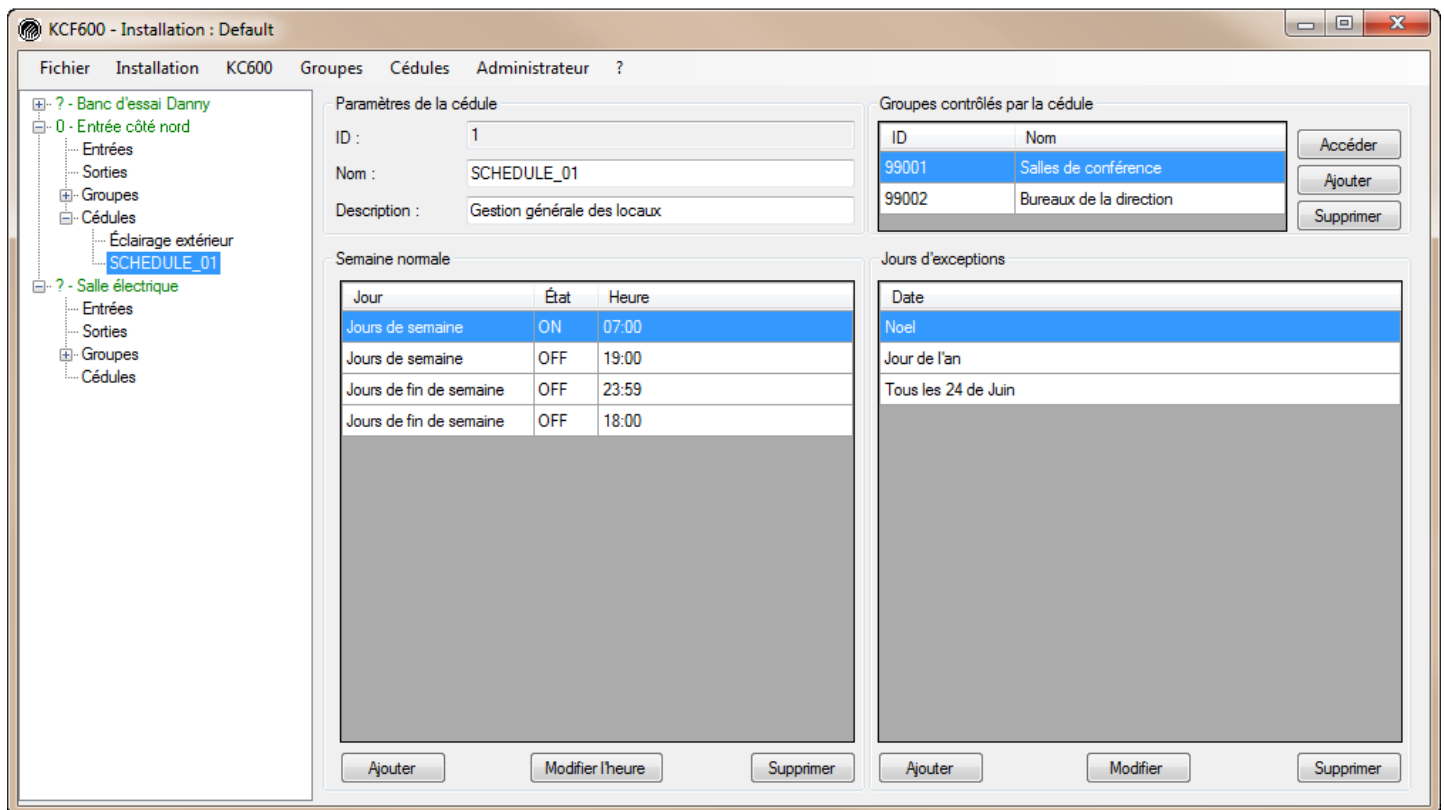 KCF600 - Installation : Default
Fichier Installation KC600 Groupes Cédules Administrateur ?
? - Banc d'essai Danny
0 - Entrée côté nord
Entrées
Sorties
Groupes
Cédules
Éclairage extérieur
SCHEDULE_01
? - Salle électrique
Entrées
Sorties
Groupes
Cédules
Paramètres de la cédule
ID : 1
Nom : SCHEDULE_01
Description : Gestion générale des locaux
Groupes contrôlés par la cédule
ID Nom
99001 Salles de conférence
99002 Bureaux de la direction
Accéder
Ajouter
Supprimer
Semaine normale
Jour État Heure
Jours de semaine ON 07:00
Jours de semaine OFF 19:00
Jours de fin de semaine OFF 23:59
Jours de fin de semaine OFF 18:00
Ajouter Modifier l'heure Supprimer
Jours d'exceptions
Date
Noel
Jour de l'an
Tous les 24 de Juin
Ajouter Modifier Supprimer